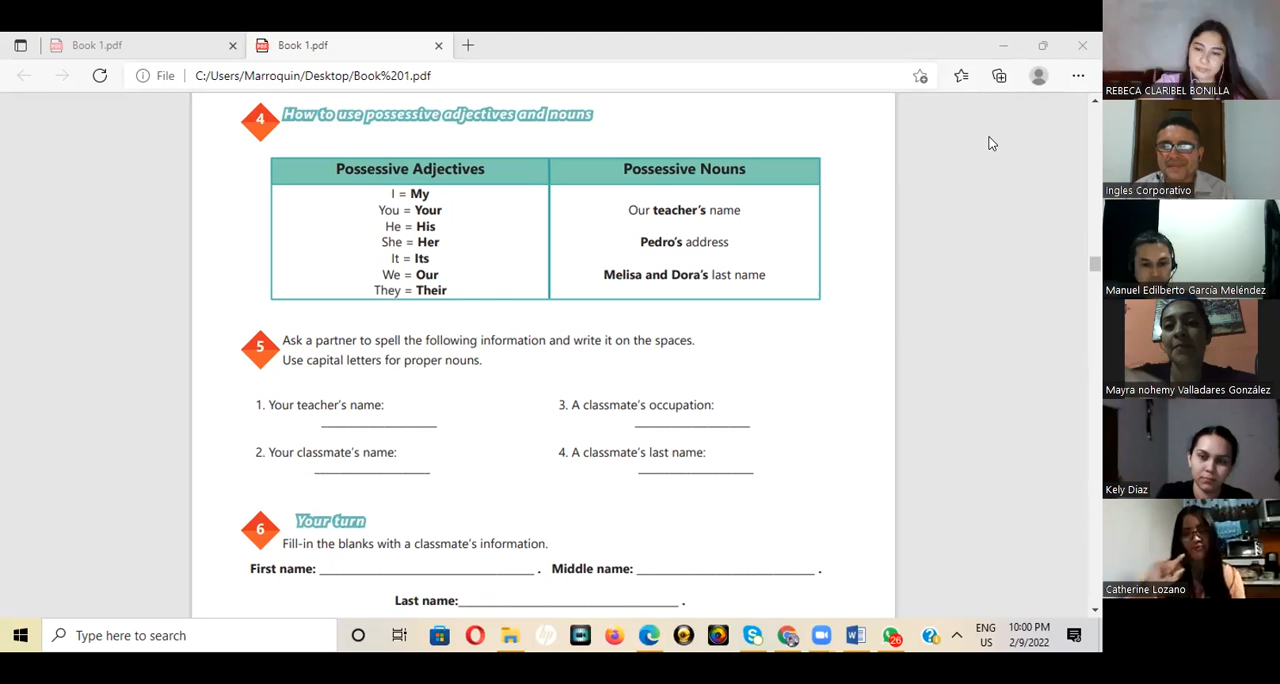 Book 1.pdf
Book 1.pdf
File
C:/Users/Marroquin/Desktop/Book%201.pdf
4
How to use possessive adjectives and nouns
Possessive Adjectives
Possessive Nouns
I = My
You = Your
He = His
She = Her
It = Its
We = Our
They = Their
Our teacher's name
Pedro's address
Melisa and Dora's last name
5
Ask a partner to spell the following information and write it on the spaces.
Use capital letters for proper nouns.
1. Your teacher's name:
3. A classmate's occupation:
2. Your classmate's name:
4. A classmate's last name:
6
Your turn
Fill-in the blanks with a classmate's information.
First name: . Middle name: .
Last name: .
REBECA CLARIBEL BONILLA
Ingles Corporativo
Manuel Edilberto García Meléndez
Mayra nohemy Valladares González
Kely Diaz
Catherine Lozano
Type here to search
26
ENG
US
10:00 PM
2/9/2022